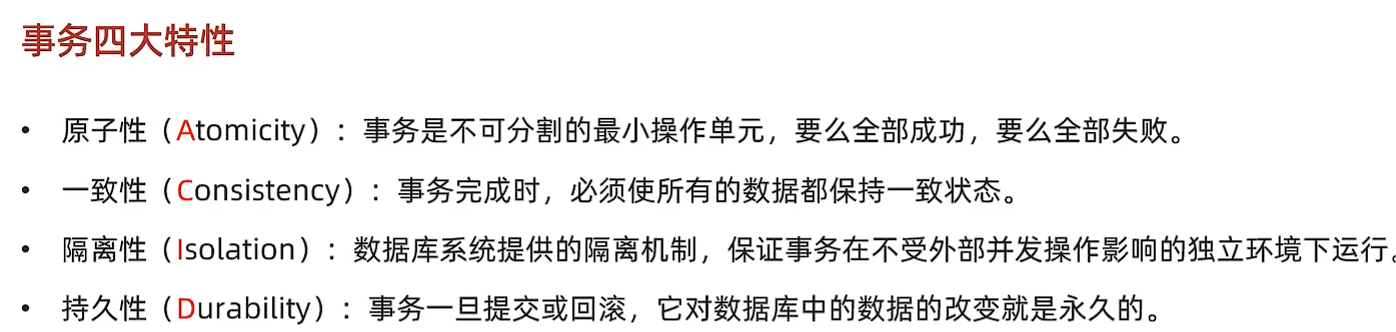 事务四大特性
• 原子性（Atomicity）：事务是不可分割的最小操作单元，要么全部成功，要么全部失败。
• 一致性（Consistency）：事务完成时，必须使所有的数据都保持一致状态。
• 隔离性（Isolation）：数据库系统提供的隔离机制，保证事务在不受外部并发操作影响的独立环境下运行。
• 持久性（Durability）：事务一旦提交或回滚，它对数据库中的数据的改变就是永久的。